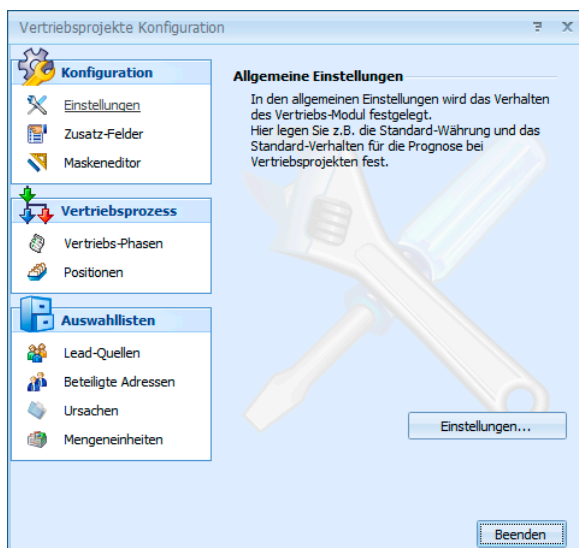 Vertriebsprojekte Konfiguration
Konfiguration
Einstellungen
Zusatz-Felder
Maskeneditor
Vertriebsprozess
Vertriebs-Phasen
Positionen
Auswahllisten
Lead-Quellen
Beteiligte Adressen
Ursachen
Mengeneinheiten
Allgemeine Einstellungen
In den allgemeinen Einstellungen wird das Verhalten
des Vertriebs-Modul festgelegt.
Hier legen Sie z.B. die Standard-Währung und das
Standard-Verhalten für die Prognose bei
Vertriebsprojekten fest.
Einstellungen...
Beenden